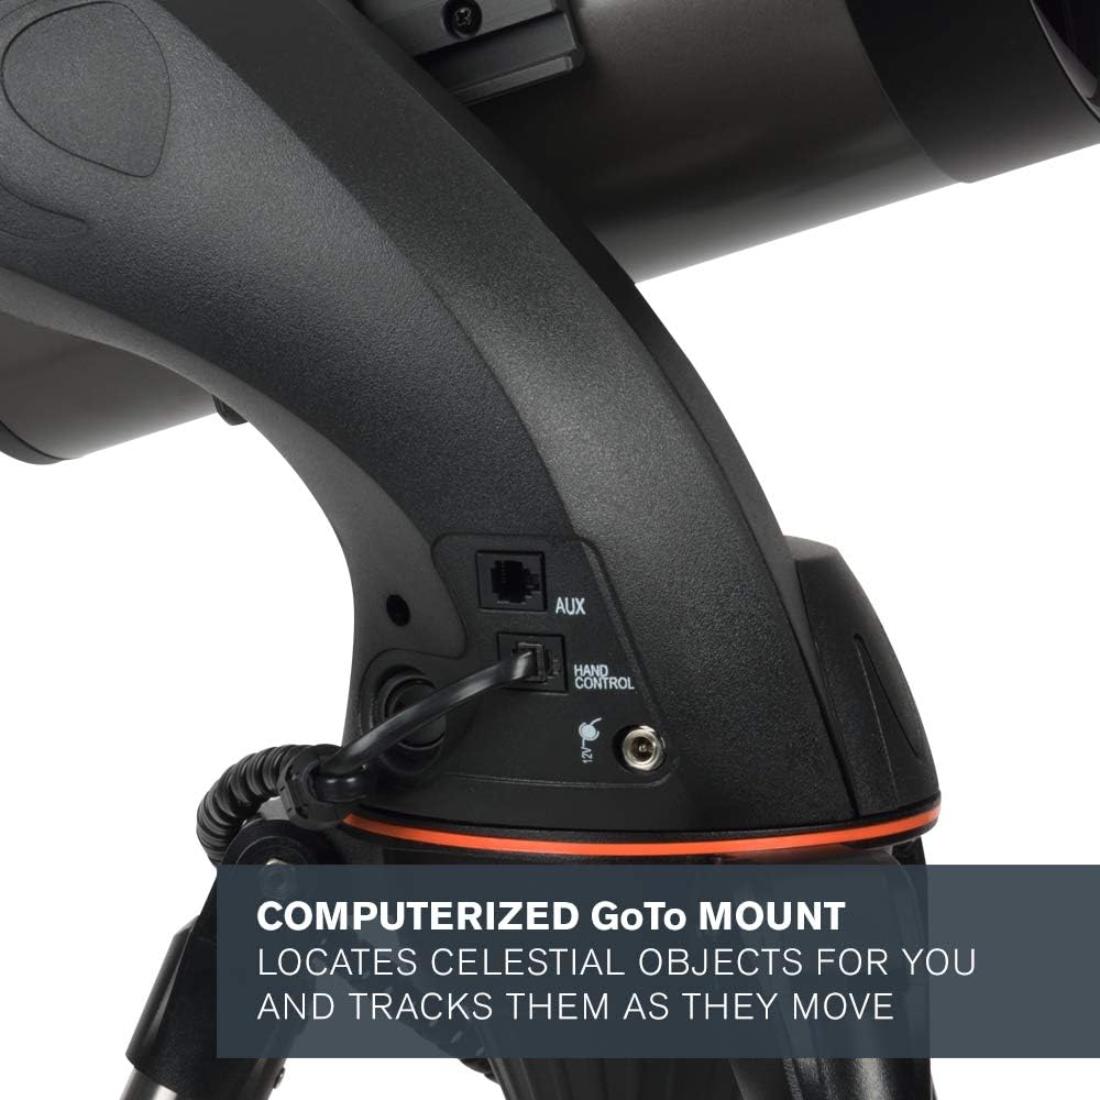 AUX
HAND
CONTROL
12V
COMPUTERIZED GoTo MOUNT
LOCATES CELESTIAL OBJECTS FOR YOU
AND TRACKS THEM AS THEY MOVE